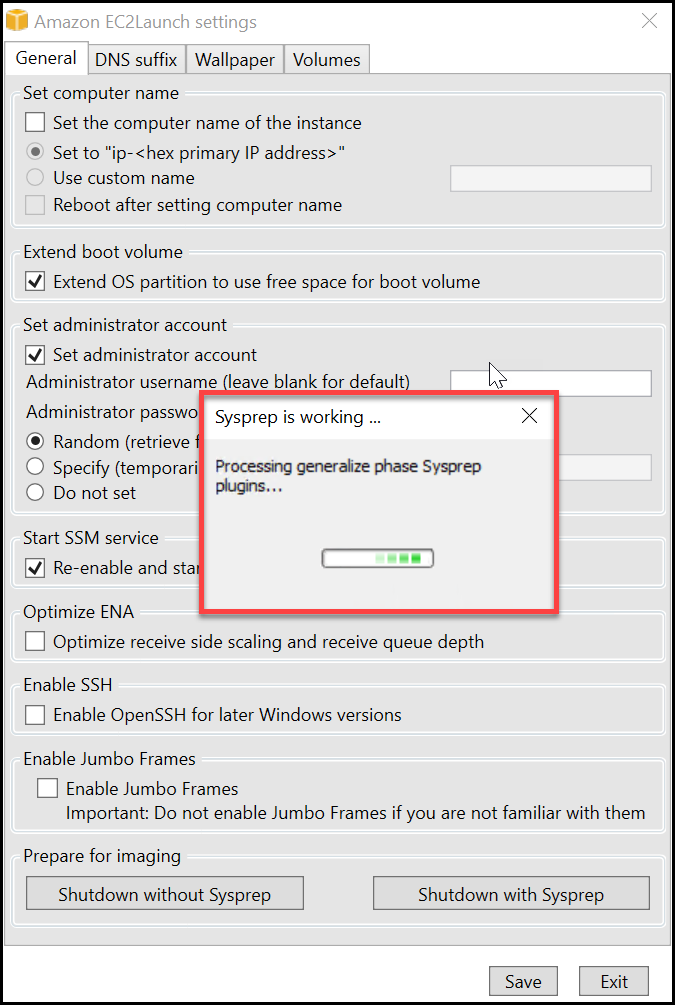 Amazon EC2Launch settings
General DNS suffix Wallpaper Volumes
Set computer name
Set the computer name of the instance
Set to "ip-<hex primary IP address>"
Use custom name
Reboot after setting computer name
Extend boot volume
Extend OS partition to use free space for boot volume
Set administrator account
Set administrator account
Administrator username (leave blank for default)
Administrator passwo
Random (retrieve f
Specify (temporari
Do not set
Sysprep is working ...
Processing generalize phase Sysprep
plugins...
Start SSM service
Re-enable and star
Optimize ENA
Optimize receive side scaling and receive queue depth
Enable SSH
Enable OpenSSH for later Windows versions
Enable Jumbo Frames
Enable Jumbo Frames
Important: Do not enable Jumbo Frames if you are not familiar with them
Prepare for imaging
Shutdown without Sysprep Shutdown with Sysprep
Save Exit